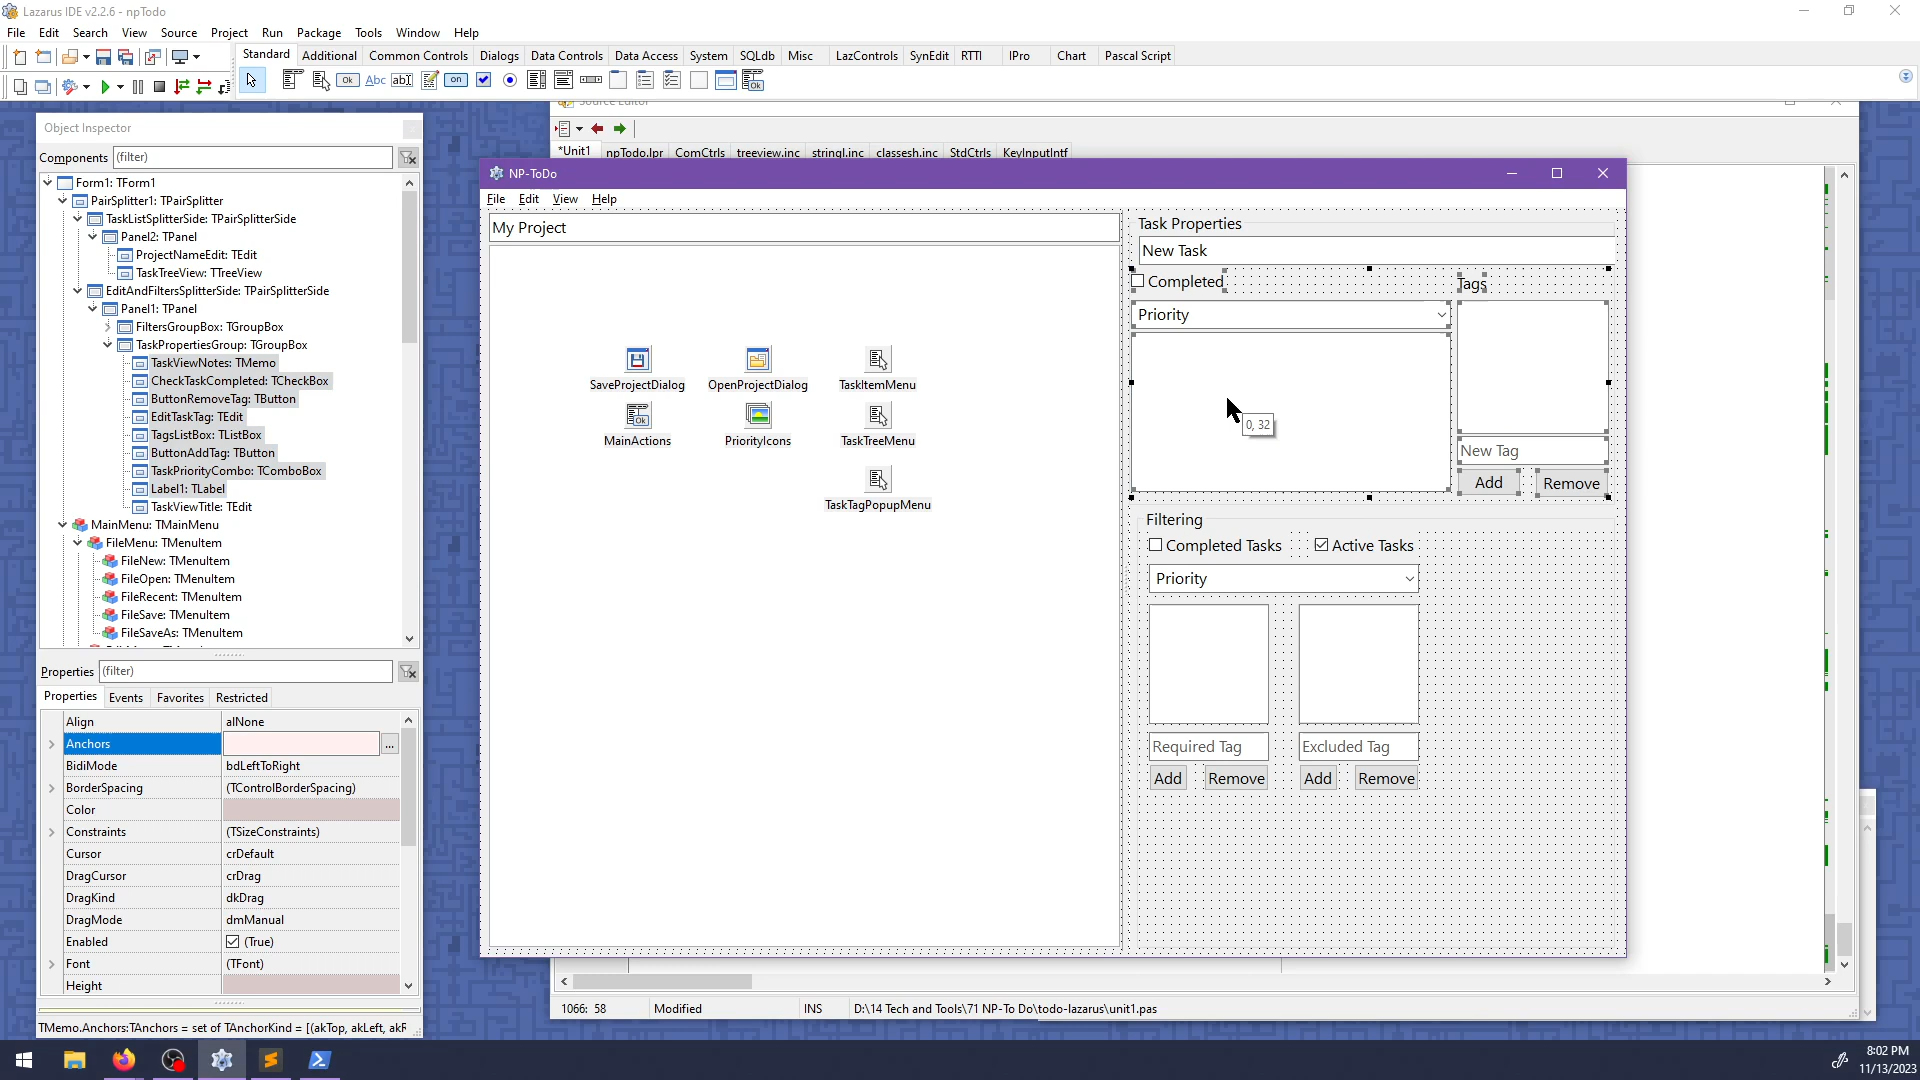 Lazarus IDE v2.2.6 - npTodo
File Edit Search View Source Project Run Package Tools Window Help
Standard Additional Common Controls Dialogs Data Controls Data Access System SQLdb Misc LazControls SynEdit RTTI IPro Chart Pascal Script
Ok Abc ab on Ok
Source Editor
*Unit1 npTodo.lpr ComCtrls treeview.inc stringl.inc classesh.inc StdCtrls KeyInputIntf
Object Inspector
Components (filter)
Form1: TForm1
PairSplitter1: TPairSplitter
TaskListSplitterSide: TPairSplitterSide
Panel2: TPanel
ProjectNameEdit: TEdit
TaskTreeView: TTreeView
EditAndFiltersSplitterSide: TPairSplitterSide
Panel1: TPanel
FiltersGroupBox: TGroupBox
TaskPropertiesGroup: TGroupBox
TaskViewNotes: TMemo
CheckTaskCompleted: TCheckBox
ButtonRemoveTag: TButton
EditTaskTag: TEdit
TagsListBox: TListBox
ButtonAddTag: TButton
TaskPriorityCombo: TComboBox
Label1: TLabel
TaskViewTitle: TEdit
MainMenu: TMainMenu
FileMenu: TMenuItem
FileNew: TMenuItem
FileOpen: TMenuItem
FileRecent: TMenuItem
FileSave: TMenuItem
FileSaveAs: TMenuItem
Properties (filter)
Properties Events Favorites Restricted
Align alNone
Anchors ...
BidiMode bdLeftToRight
BorderSpacing (TControlBorderSpacing)
Color
Constraints (TSizeConstraints)
Cursor crDefault
DragCursor crDrag
DragKind dkDrag
DragMode dmManual
Enabled (True)
Font (TFont)
Height
TMemo.Anchors:TAnchors = set of TAnchorKind = [(akTop, akLeft, akR
NP-ToDo
File Edit View Help
My Project
SaveProjectDialog OpenProjectDialog TaskItemMenu
MainActions PriorityIcons TaskTreeMenu
TaskTagPopupMenu
Task Properties
New Task
Completed Tags
Priority
0, 32
New Tag
Add Remove
Filtering
Completed Tasks Active Tasks
Priority
Required Tag Excluded Tag
Add Remove Add Remove
1066: 58 Modified INS D:\14 Tech and Tools\71 NP-To Do\todo-lazarus\unit1.pas
8:02 PM
11/13/2023